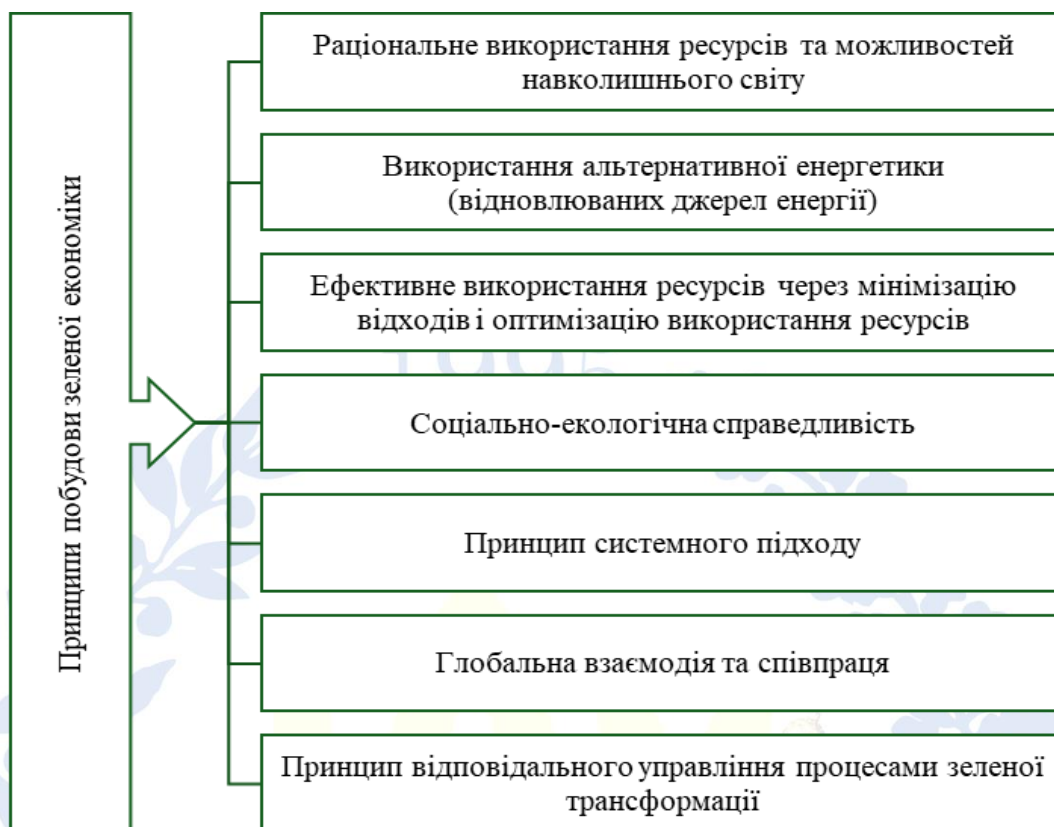 Принципи побудови зеленої економіки
Раціональне використання ресурсів та можливостей
навколишнього світу
Використання альтернативної енергетики
(відновлюваних джерел енергії)
Ефективне використання ресурсів через мінімізацію
відходів і оптимізацію використання ресурсів
Соціально-екологічна справедливість
Принцип системного підходу
Глобальна взаємодія та співпраця
Принцип відповідального управління процесами зеленої
трансформації